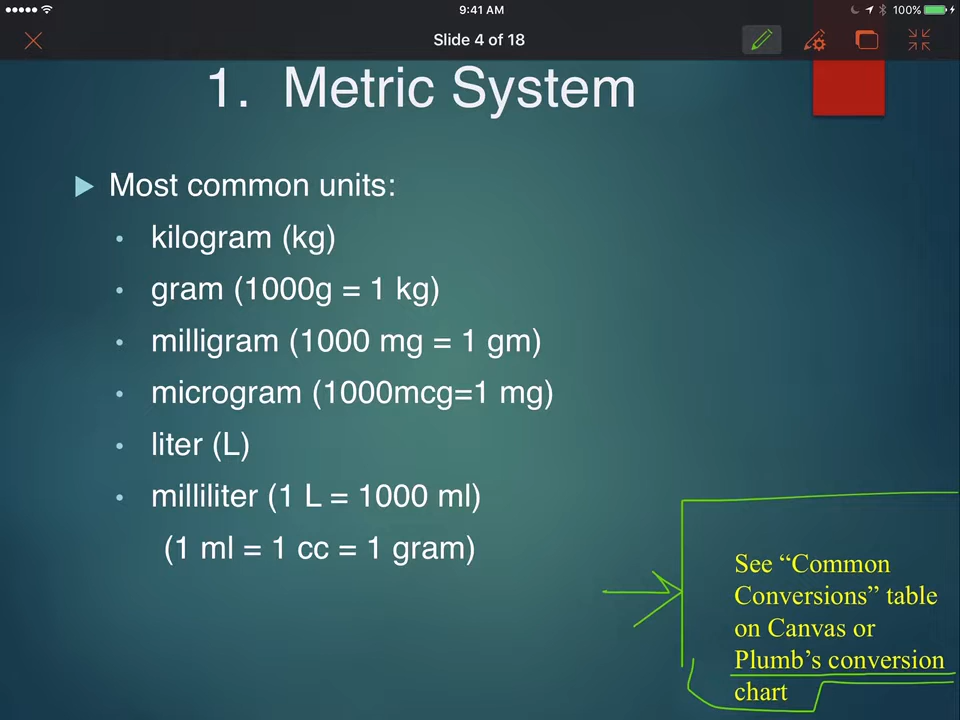 9:41 AM
100%
Slide 4 of 18
1. Metric System
Most common units:
• kilogram (kg)
• gram (1000g = 1 kg)
• milligram (1000 mg = 1 gm)
• microgram (1000mcg=1 mg)
• liter (L)
• milliliter (1 L = 1000 ml)
(1 ml = 1 cc = 1 gram)
See “Common
Conversions” table
on Canvas or
Plumb’s conversion
chart